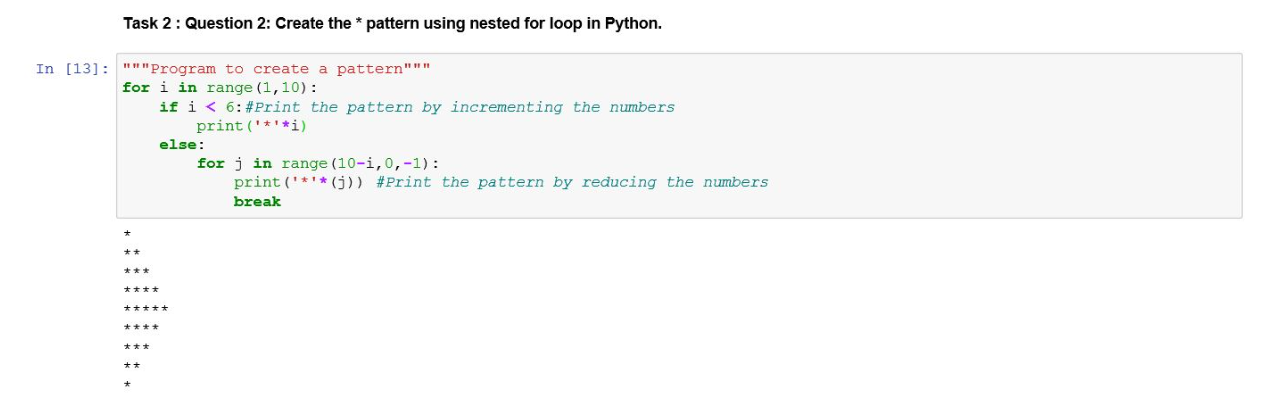 Task 2 : Question 2: Create the * pattern using nested for loop in Python.
In [13]: """Program to create a pattern"""
for i in range(1,10):
    if i < 6:#Print the pattern by incrementing the numbers
        print('*'*i)
    else:
        for j in range(10-i,0,-1):
            print('*'*(j)) #Print the pattern by reducing the numbers
            break
*
**
***
****
*****
****
***
**
*